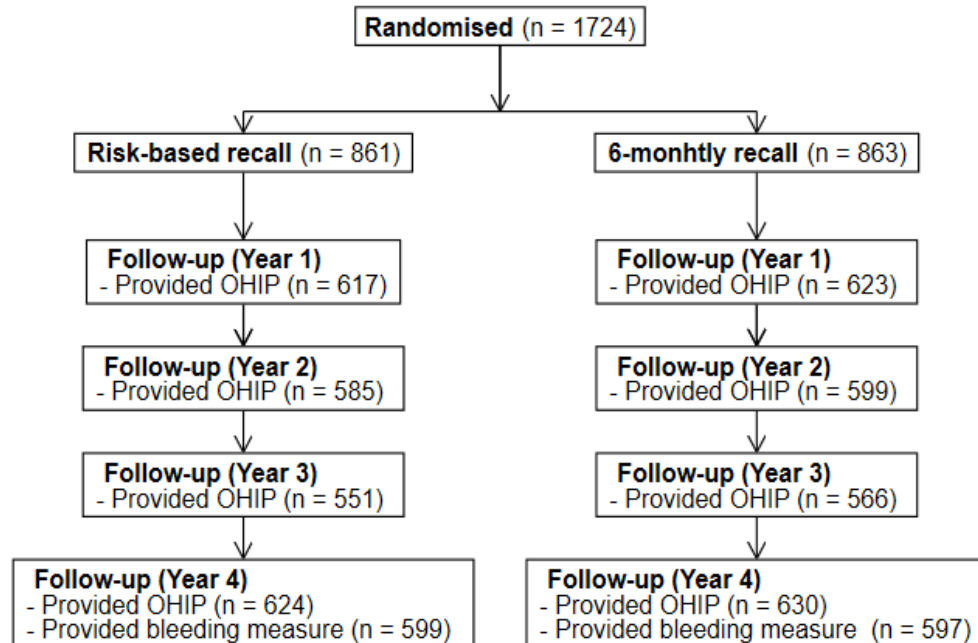 Randomised (n = 1724)
Risk-based recall (n = 861)
6-monhtly recall (n = 863)
Follow-up (Year 1)
- Provided OHIP (n = 617)
Follow-up (Year 1)
- Provided OHIP (n = 623)
Follow-up (Year 2)
- Provided OHIP (n = 585)
Follow-up (Year 2)
- Provided OHIP (n = 599)
Follow-up (Year 3)
- Provided OHIP (n = 551)
Follow-up (Year 3)
- Provided OHIP (n = 566)
Follow-up (Year 4)
- Provided OHIP (n = 624)
- Provided bleeding measure (n = 599)
Follow-up (Year 4)
- Provided OHIP (n = 630)
- Provided bleeding measure (n = 597)